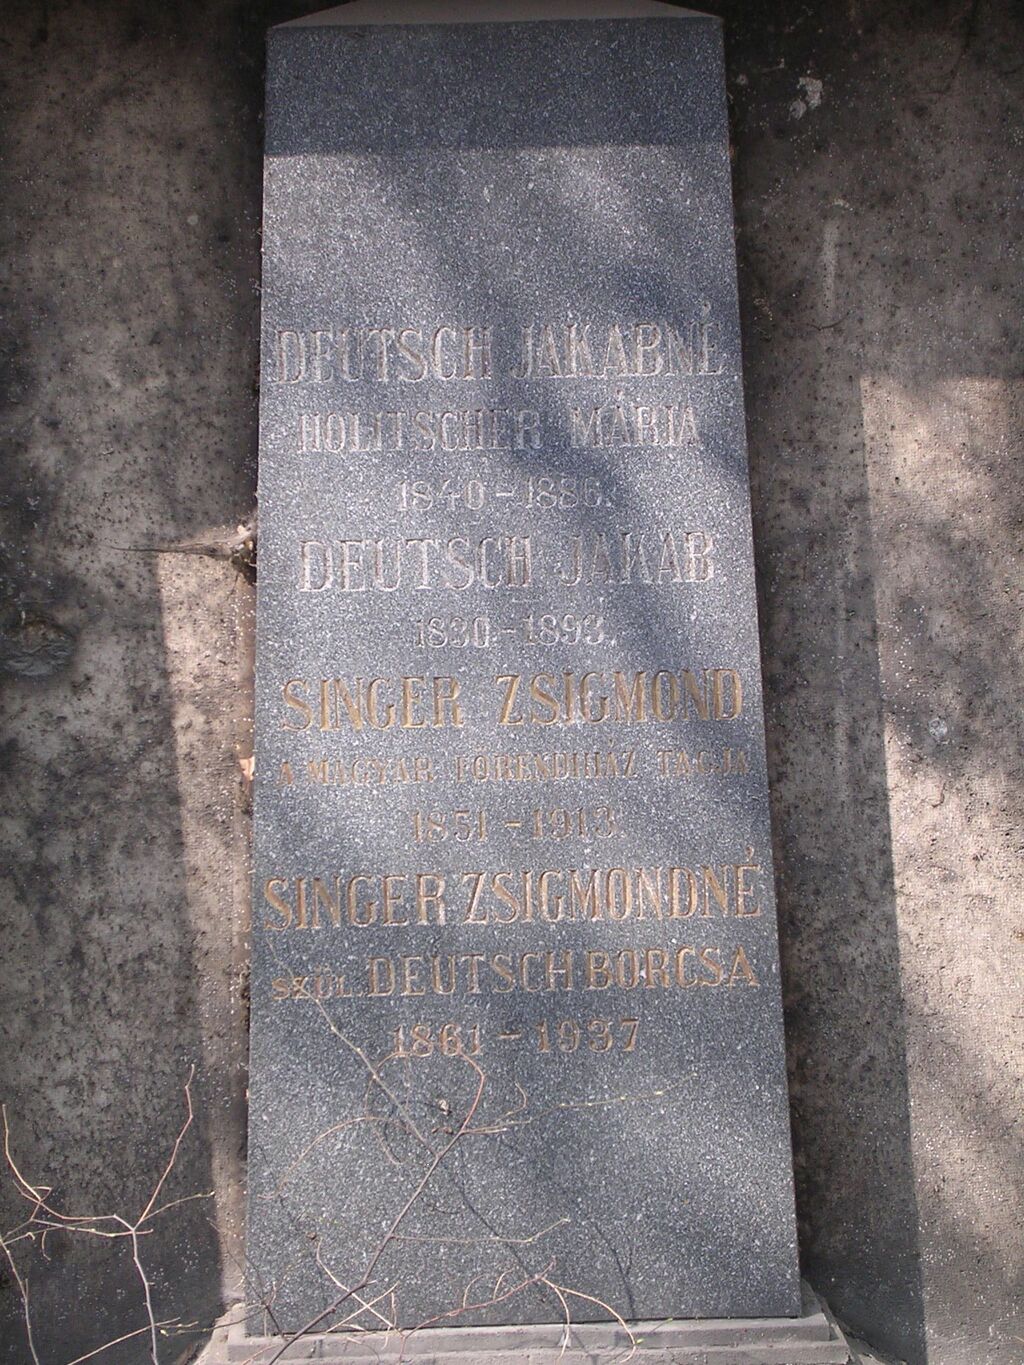 DEUTSCH JAKABNÉ
HOLITSCHER MÁRIA
1840-1886.
DEUTSCH JAKAB
1830-1893.
SINGER ZSIGMOND
A MAGYAR FŐRENDIHÁZ TAGJA
1851-1913.
SINGER ZSIGMONDNÉ
SZÜL. DEUTSCH BORCSA
1861-1937